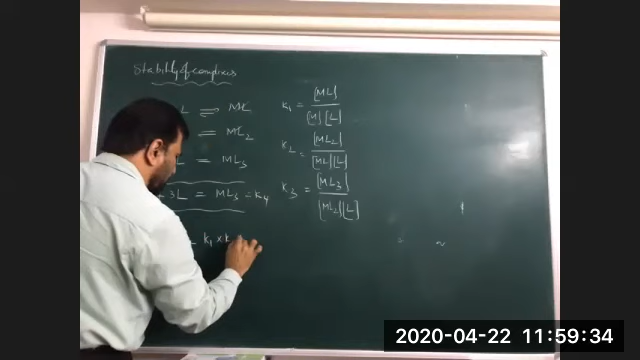 Stability of complexes
L ⇌ ML K₁ = [ML] / [M][L]
= ML₂ K₂ = [ML₂] / [ML][L]
L = ML₃ K₃ = [ML₃] / [ML₂][L]
+ 3L = ML₃ = K₄
K₁ × K
2020-04-22 11:59:34